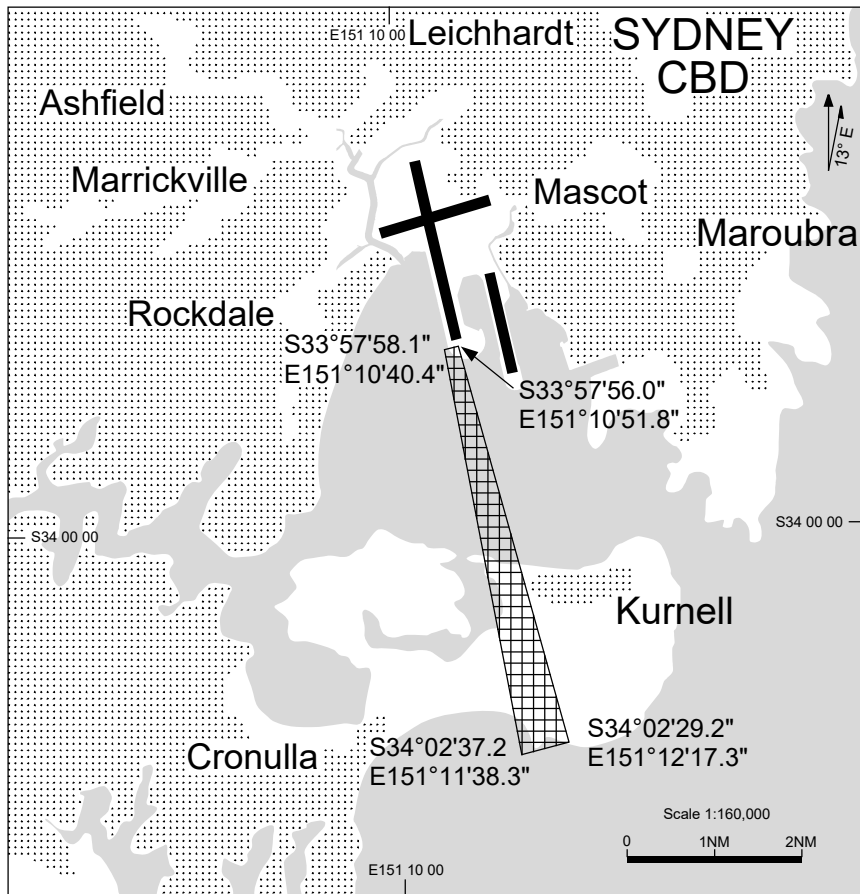 E151 10 00
Leichhardt
SYDNEY
CBD
Ashfield
13° E
Marrickville
Mascot
Maroubra
Rockdale
S33°57'58.1"
E151°10'40.4"
S33°57'56.0"
E151°10'51.8"
S34 00 00
S34 00 00
Kurnell
S34°02'29.2"
E151°12'17.3"
S34°02'37.2
E151°11'38.3"
Cronulla
Scale 1:160,000
0 1NM 2NM
E151 10 00